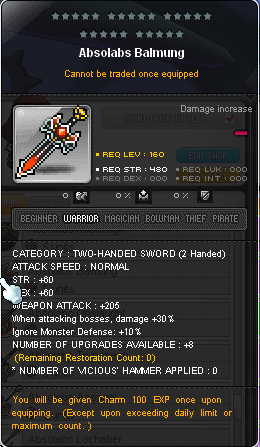 Absolabs Balmung
Cannot be traded once equipped
Damage increase
REQ LEV : 160
REQ STR : 480
REQ LUK : 000
REQ DEX : 000
REQ INT : 000
0
0
0
BEGINNER WARRIOR MAGICIAN BOWMAN THIEF PIRATE
CATEGORY : TWO-HANDED SWORD (2 Handed)
ATTACK SPEED : NORMAL
STR : +60
EX : +60
WEAPON ATTACK : +205
When attacking bosses, damage +30%
Ignore Monster Defense: +10%
NUMBER OF UPGRADES AVAILABLE : +8
(Remaining Restoration Count: 0)
* NUMBER OF VICIOUS' HAMMER APPLIED : 0
You will be given Charm 100 EXP once upon
equipping. (Except upon exceeding daily limit or
maximum count. )